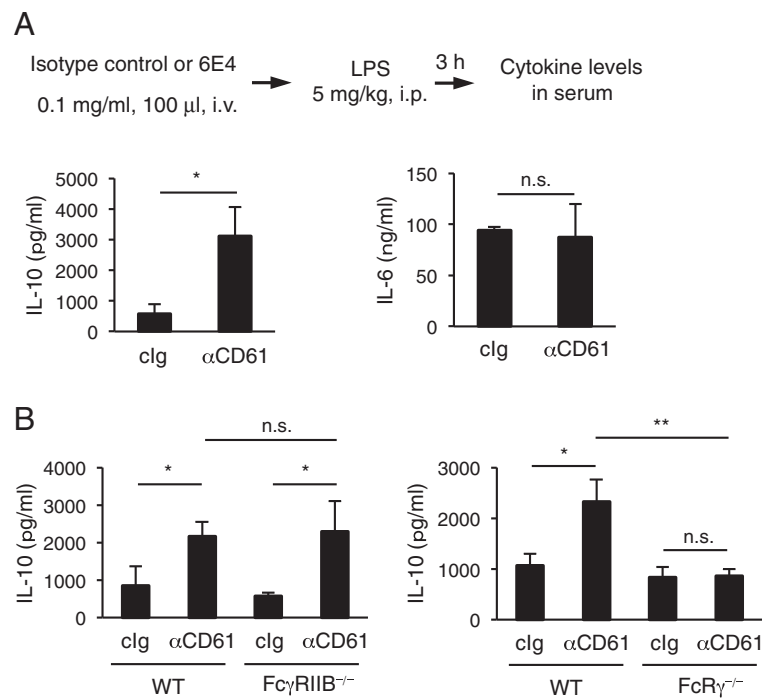 A
Isotype control or 6E4
0.1 mg/ml, 100 µl, i.v.
LPS
5 mg/kg, i.p.
3 h
Cytokine levels
in serum
IL-10 (pg/ml)
5000
4000
3000
2000
1000
0
*
cIg αCD61
IL-6 (ng/ml)
150
100
50
0
n.s.
cIg αCD61
B
IL-10 (pg/ml)
4000
3000
2000
1000
0
n.s.
* *
cIg αCD61 cIg αCD61
WT FcγRIIB⁻/⁻
IL-10 (pg/ml)
3000
2000
1000
0
**
*
n.s.
cIg αCD61 cIg αCD61
WT FcRγ⁻/⁻